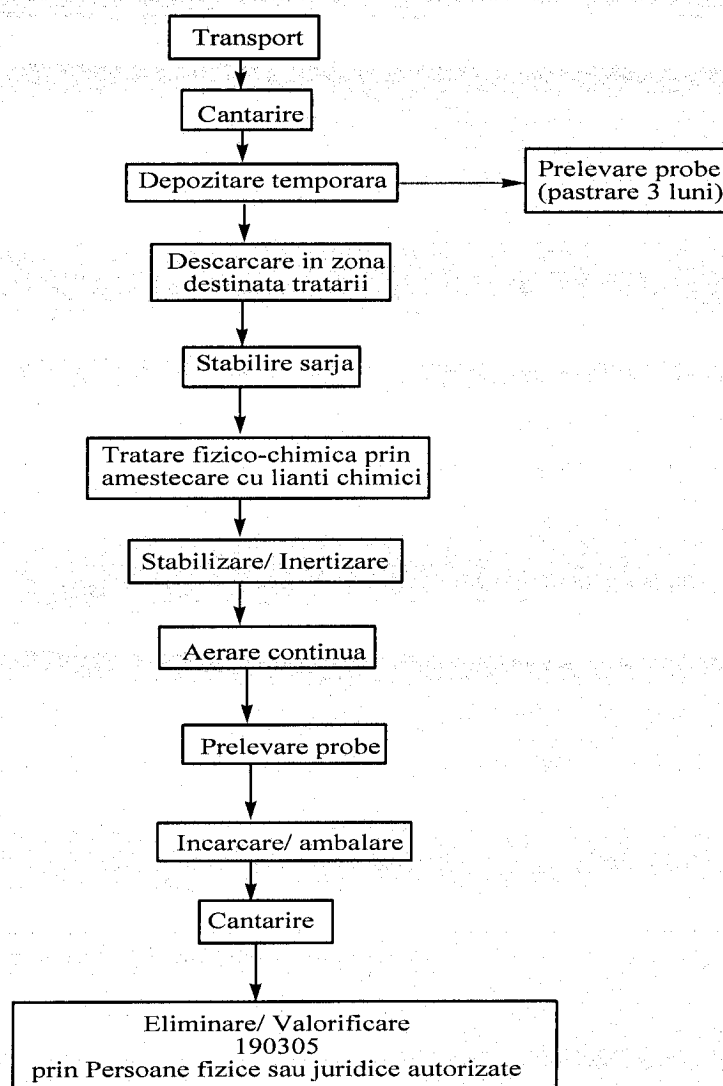 Transport
Cantarire
Depozitare temporara
Prelevare probe
(pastrare 3 luni)
Descarcare in zona
destinata tratarii
Stabilire sarja
Tratare fizico-chimica prin
amestecare cu lianti chimici
Stabilizare/ Inertizare
Aerare continua
Prelevare probe
Incarcare/ ambalare
Cantarire
Eliminare/ Valorificare
190305
prin Persoane fizice sau juridice autorizate